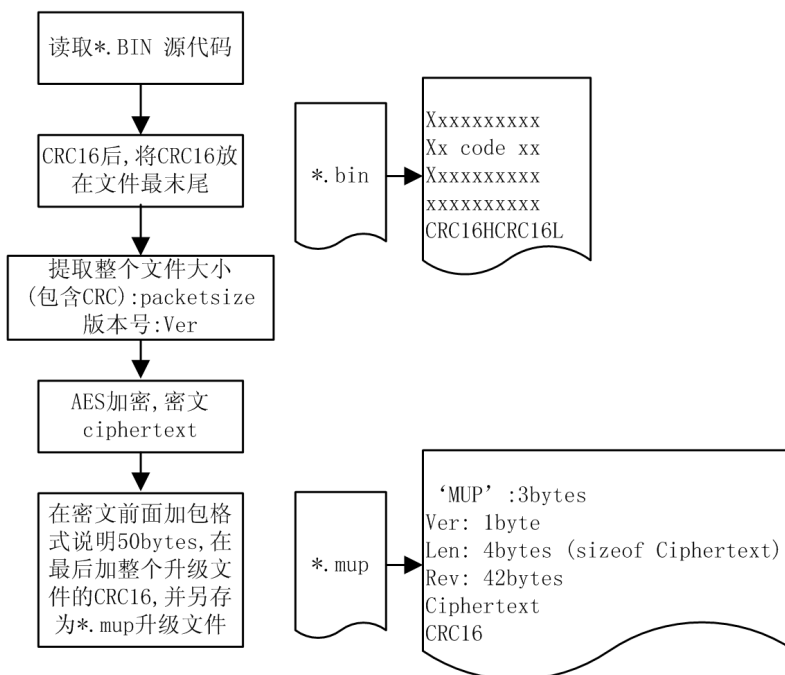 读取*.BIN 源代码
CRC16后,将CRC16放
在文件最末尾
提取整个文件大小
(包含CRC):packetsize
版本号:Ver
AES加密,密文
ciphertext
在密文前面加包格
式说明50bytes,在
最后加整个升级文
件的CRC16,并另存
为*.mup升级文件
*.bin
Xxxxxxxxxx
Xx code xx
Xxxxxxxxxx
xxxxxxxxxx
CRC16HCRC16L
*.mup
‘MUP’:3bytes
Ver: 1byte
Len: 4bytes (sizeof Ciphertext)
Rev: 42bytes
Ciphertext
CRC16